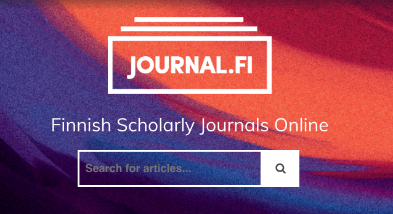 JOURNAL.FI
Finnish Scholarly Journals Online
Search for articles...